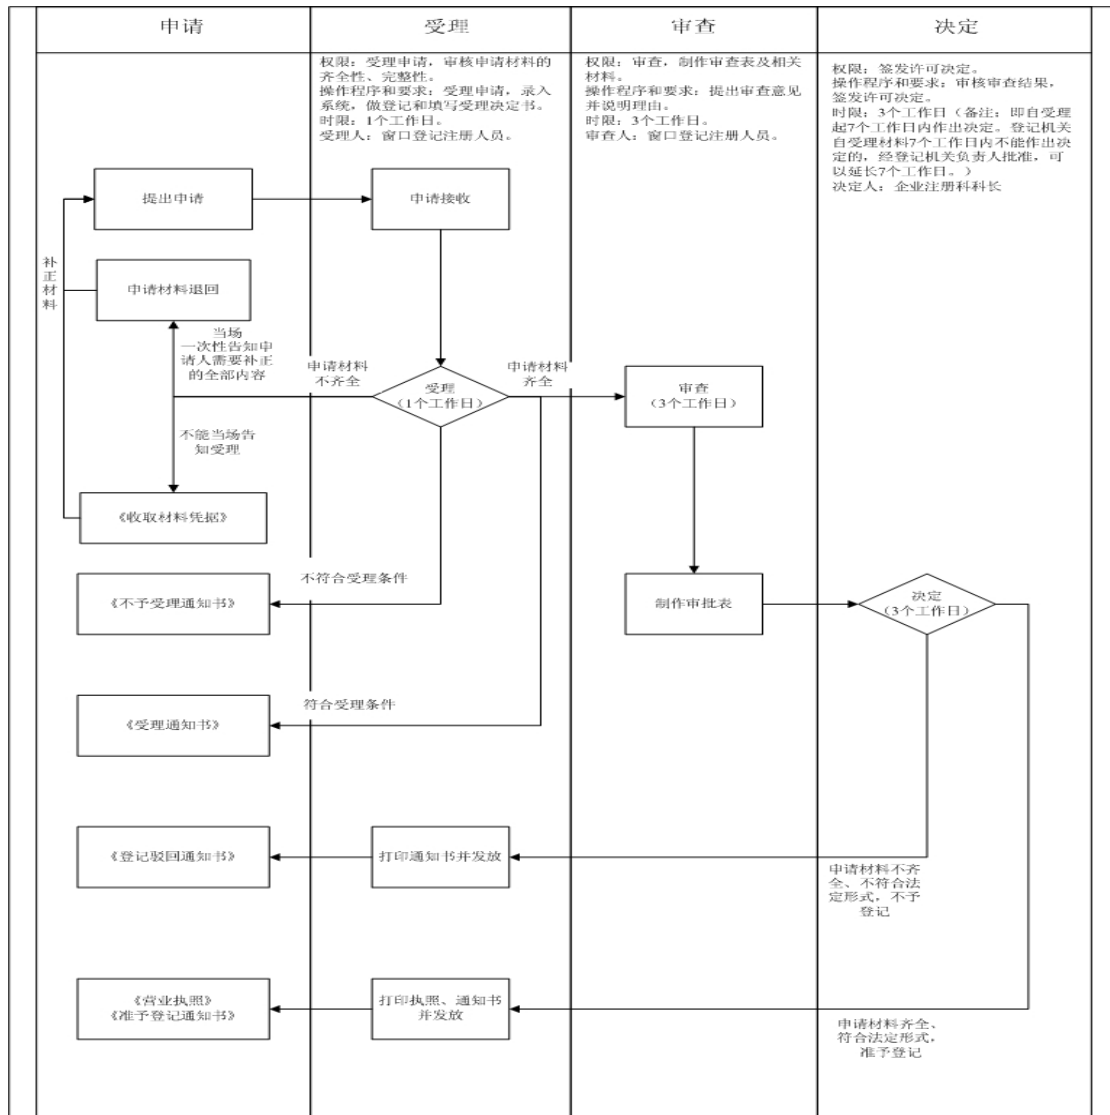 申请
受理
审查
决定
权限：受理申请，审核申请材料的
齐全性、完整性。
操作程序和要求：受理申请，录入
系统，做登记和填写受理决定书。
时限：1个工作日。
受理人：窗口登记注册人员。
权限：审查，制作审查表及相关
材料。
操作程序和要求：提出审查意见
并说明理由。
时限：3个工作日。
审查人：窗口登记注册人员。
权限：签发许可决定。
操作程序和要求：审核审查结果，
签发许可决定。
时限：3个工作日（备注：即自受理
起7个工作日内作出决定。登记机关
自受理材料7个工作日内不能作出决
定的，经登记机关负责人批准，可
以延长7个工作日。）
决定人：企业注册科科长
提出申请
申请接收
补
正
材
料
申请材料退回
当场
一次性告知申
请人需要补正
的全部内容
申请材料
不齐全
受理
（1个工作日）
申请材料
齐全
审查
（3个工作日）
不能当场告
知受理
《收取材料凭据》
不符合受理条件
《不予受理通知书》
制作审批表
决定
（3个工作日）
符合受理条件
《受理通知书》
《登记驳回通知书》
打印通知书并发放
申请材料不齐
全、不符合法
定形式，不予
登记
《营业执照》
《准予登记通知书》
打印执照、通知书
并发放
申请材料齐全、
符合法定形式，
准予登记